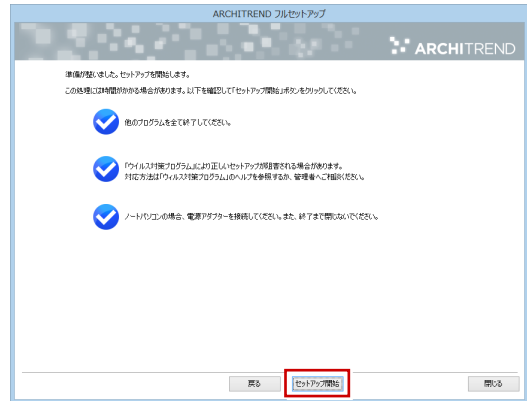 ARCHITREND フルセットアップ
ARCHITREND
準備が整いました。セットアップを開始します。
この処理には時間がかかる場合があります。以下を確認して「セットアップ開始」ボタンをクリックしてください。
他のプログラムを全て終了してください。
『ウイルス対策プログラム』により正しいセットアップが阻害される場合があります。
対応方法は『ウィルス対策プログラム』のヘルプを参照するか、管理者へご相談ください。
ノートパソコンの場合、電源アダプターを接続してください。また、終了まで閉じないでください。
戻る
セットアップ開始
閉じる